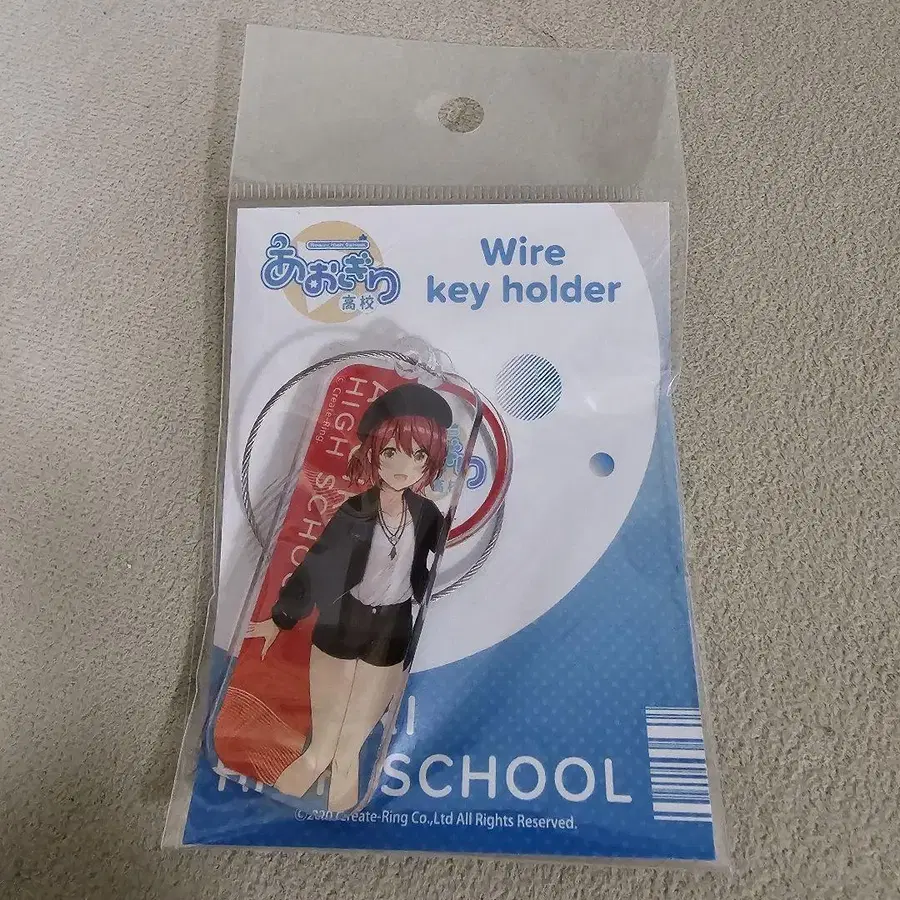 あおぎり
高校
Wire
key holder
HIGH SCHOOL
© Create-Ring.
SCHOOL
Create-Ring Co.,Ltd All Rights Reserved.